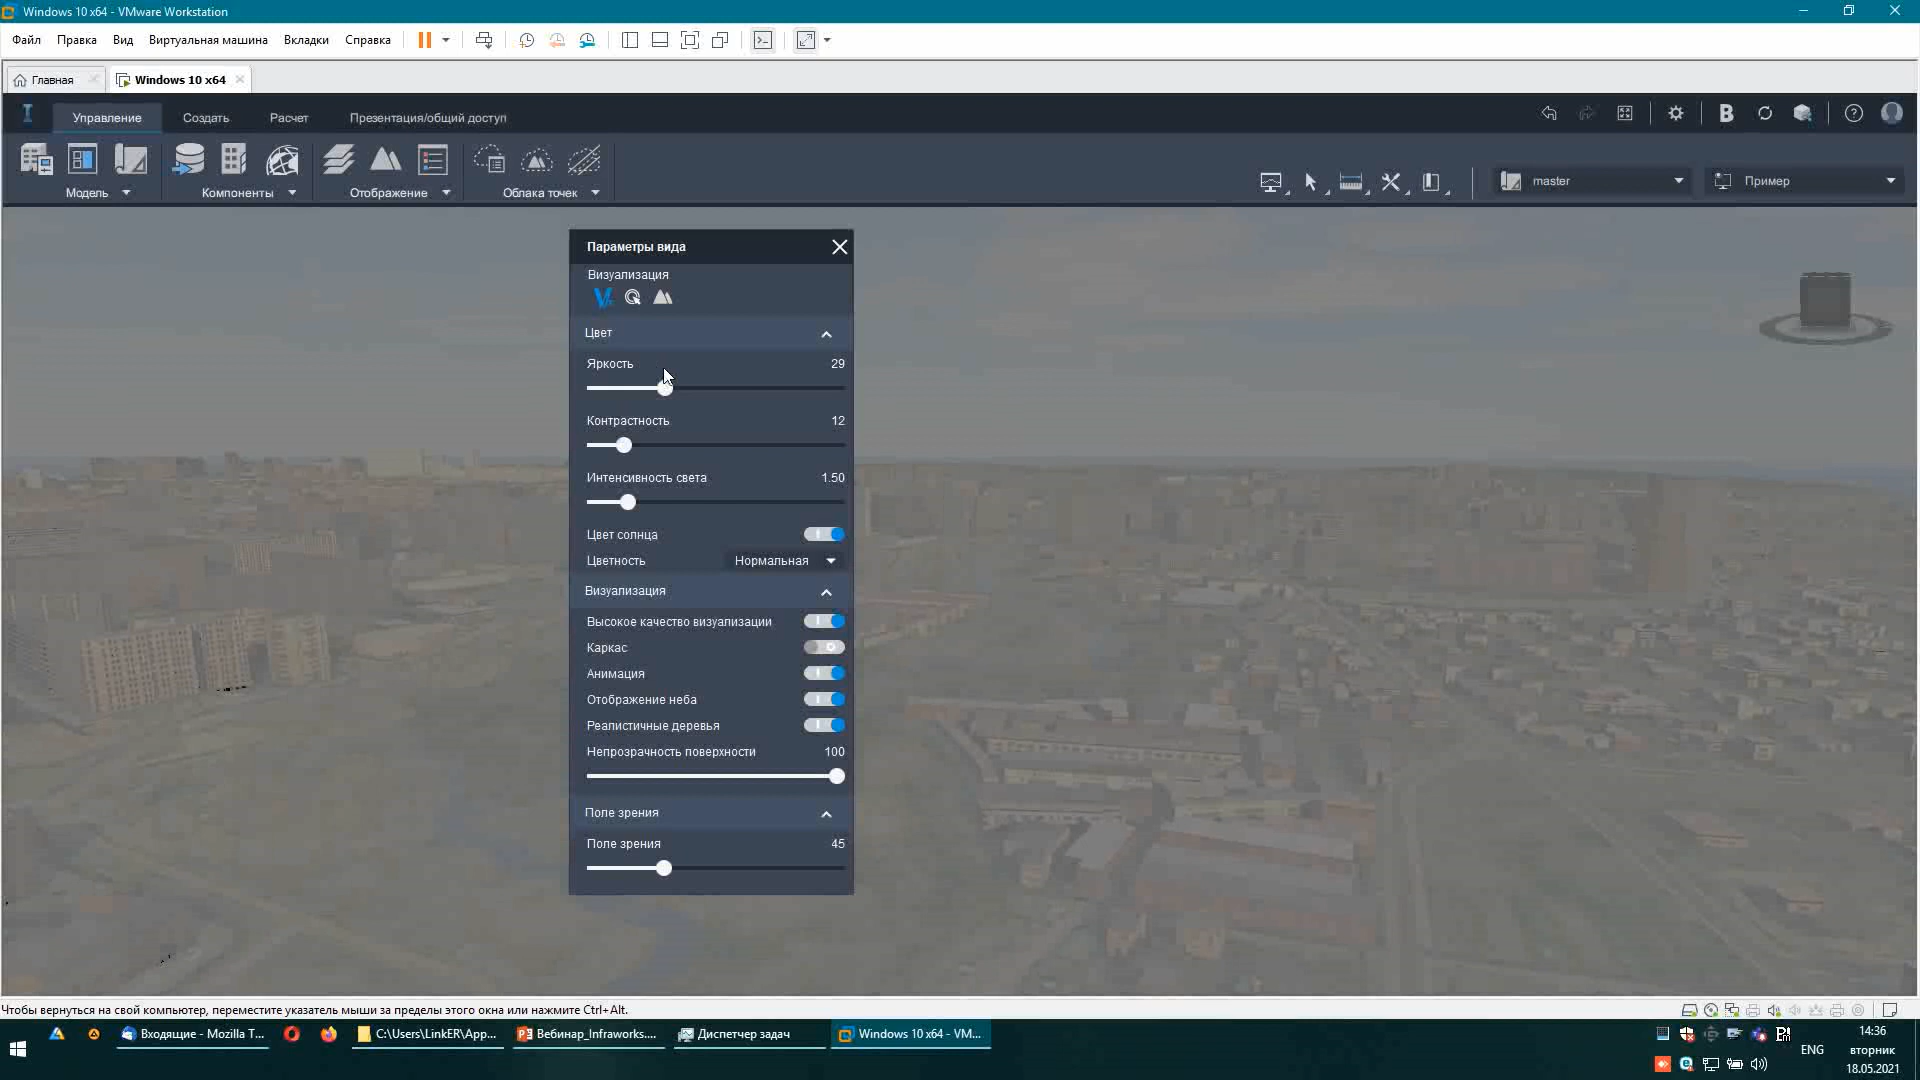 Windows 10 x64 - VMware Workstation
Файл Правка Вид Виртуальная машина Вкладки Справка
Главная Windows 10 x64
Управление Создать Расчет Презентация/общий доступ
Модель Компоненты Отображение Облака точек master Пример
Параметры вида
Визуализация
Цвет
Яркость 29
Контрастность 12
Интенсивность света 1.50
Цвет солнца
Цветность Нормальная
Визуализация
Высокое качество визуализации
Каркас
Анимация
Отображение неба
Реалистичные деревья
Непрозрачность поверхности 100
Поле зрения
Поле зрения 45
Чтобы вернуться на свой компьютер, переместите указатель мыши за пределы этого окна или нажмите Ctrl+Alt.
Входящие - Mozilla T... C:\Users\LinkER\App... Вебинар_Infraworks.... Диспетчер задач Windows 10 x64 - VM...
14:36
ENG вторник
18.05.2021